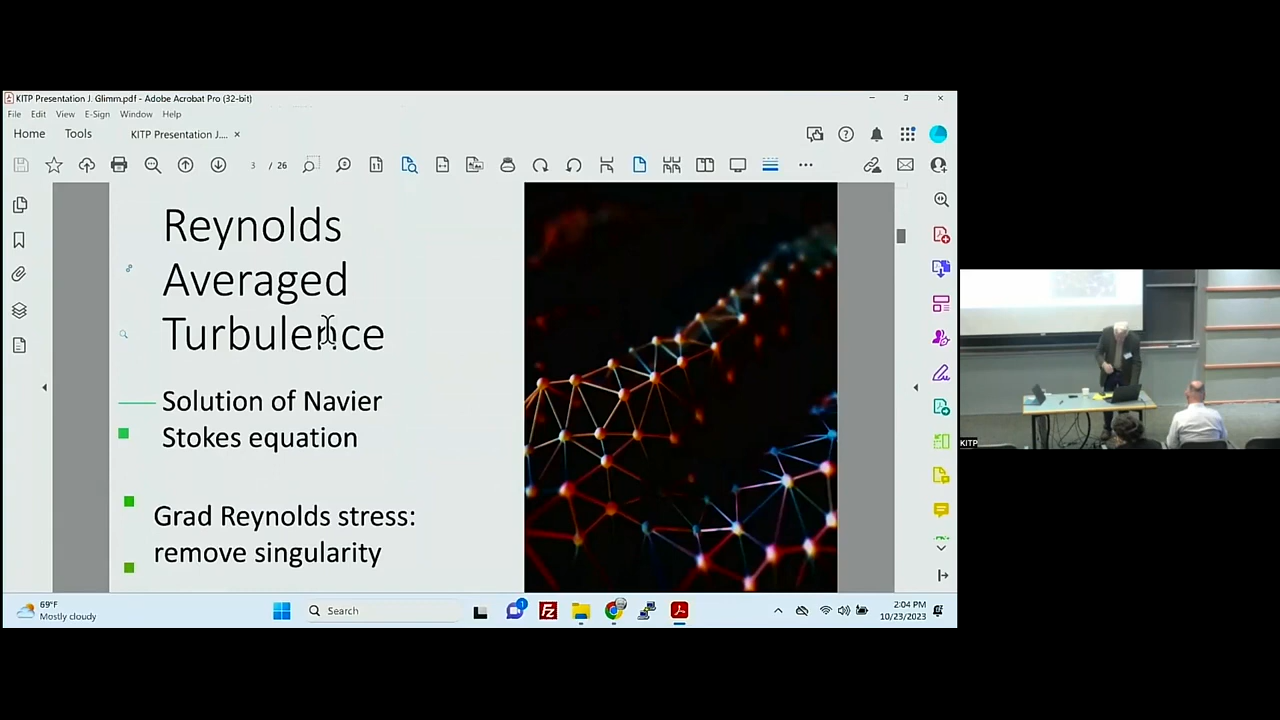 KITP Presentation J. Glimm.pdf - Adobe Acrobat Pro (32-bit)
File Edit View E-Sign Window Help
Home Tools KITP Presentation J.... ×
3 / 26
Reynolds
Averaged
Turbulence
Solution of Navier
Stokes equation
Grad Reynolds stress:
remove singularity
KITP
69°F
Mostly cloudy
Search
1
2:04 PM
10/23/2023